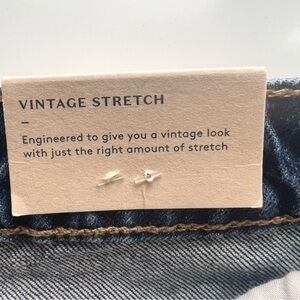 VINTAGE STRETCH
–
Engineered to give you a vintage look
with just the right amount of stretch